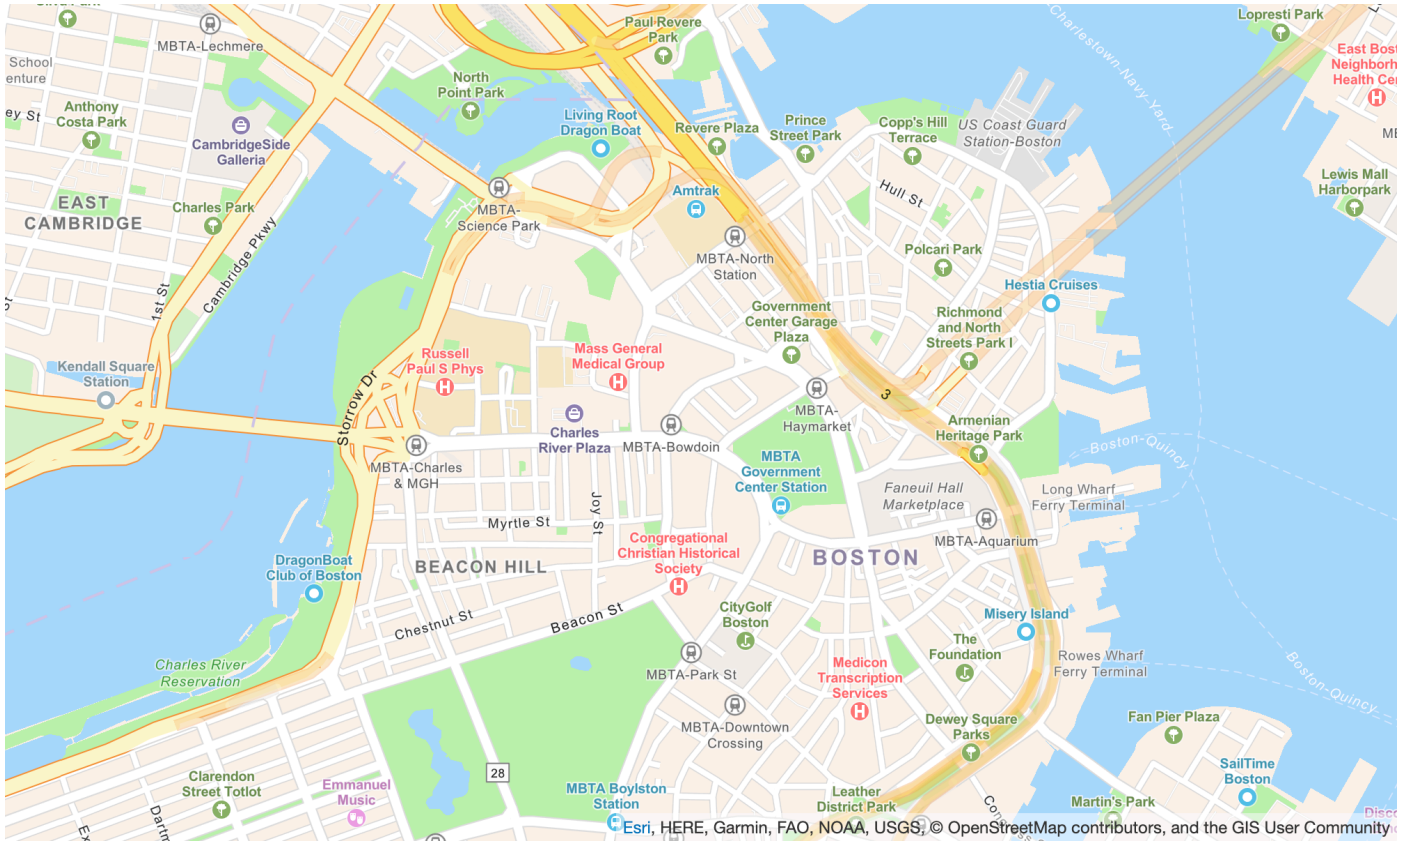 Paul Revere
Park
Lopresti Park
MBTA-Lechmere
School
enture
East Bost
Neighborh
Health Cer
North
Point Park
Charlestown-Navy-Yard
Anthony
Costa Park
ey St
CambridgeSide
Galleria
Living Root
Dragon Boat
Revere Plaza
Prince
Street Park
Copp's Hill
Terrace
US Coast Guard
Station-Boston
Lewis Mall
Harborpark
EAST
CAMBRIDGE
Charles Park
MBTA-
Science Park
Amtrak
Hull St
Cambridge Pkwy
1st St
MBTA-North
Station
Polcari Park
Hestia Cruises
Government
Center Garage
Plaza
Richmond
and North
Streets Park I
Kendall Square
Station
Storrow Dr
Russell
Paul S Phys
Mass General
Medical Group
3
MBTA-
Haymarket
Charles
River Plaza
MBTA-Bowdoin
Armenian
Heritage Park
Boston-Quincy
MBTA-Charles
& MGH
MBTA
Government
Center Station
Faneuil Hall
Marketplace
Long Wharf
Ferry Terminal
Myrtle St
Joy St
MBTA-Aquarium
Congregational
Christian Historical
Society
BOSTON
DragonBoat
Club of Boston
BEACON HILL
Chestnut St
Beacon St
CityGolf
Boston
Misery Island
Charles River
Reservation
MBTA-Park St
Medicon
Transcription
Services
The
Foundation
Rowes Wharf
Ferry Terminal
Boston-Quincy
MBTA-Downtown
Crossing
Dewey Square
Parks
Fan Pier Plaza
28
Clarendon
Street Totlot
Emmanuel
Music
MBTA Boylston
Station
Leather
District Park
SailTime
Boston
Martin's Park
Esri, HERE, Garmin, FAO, NOAA, USGS, © OpenStreetMap contributors, and the GIS User Community